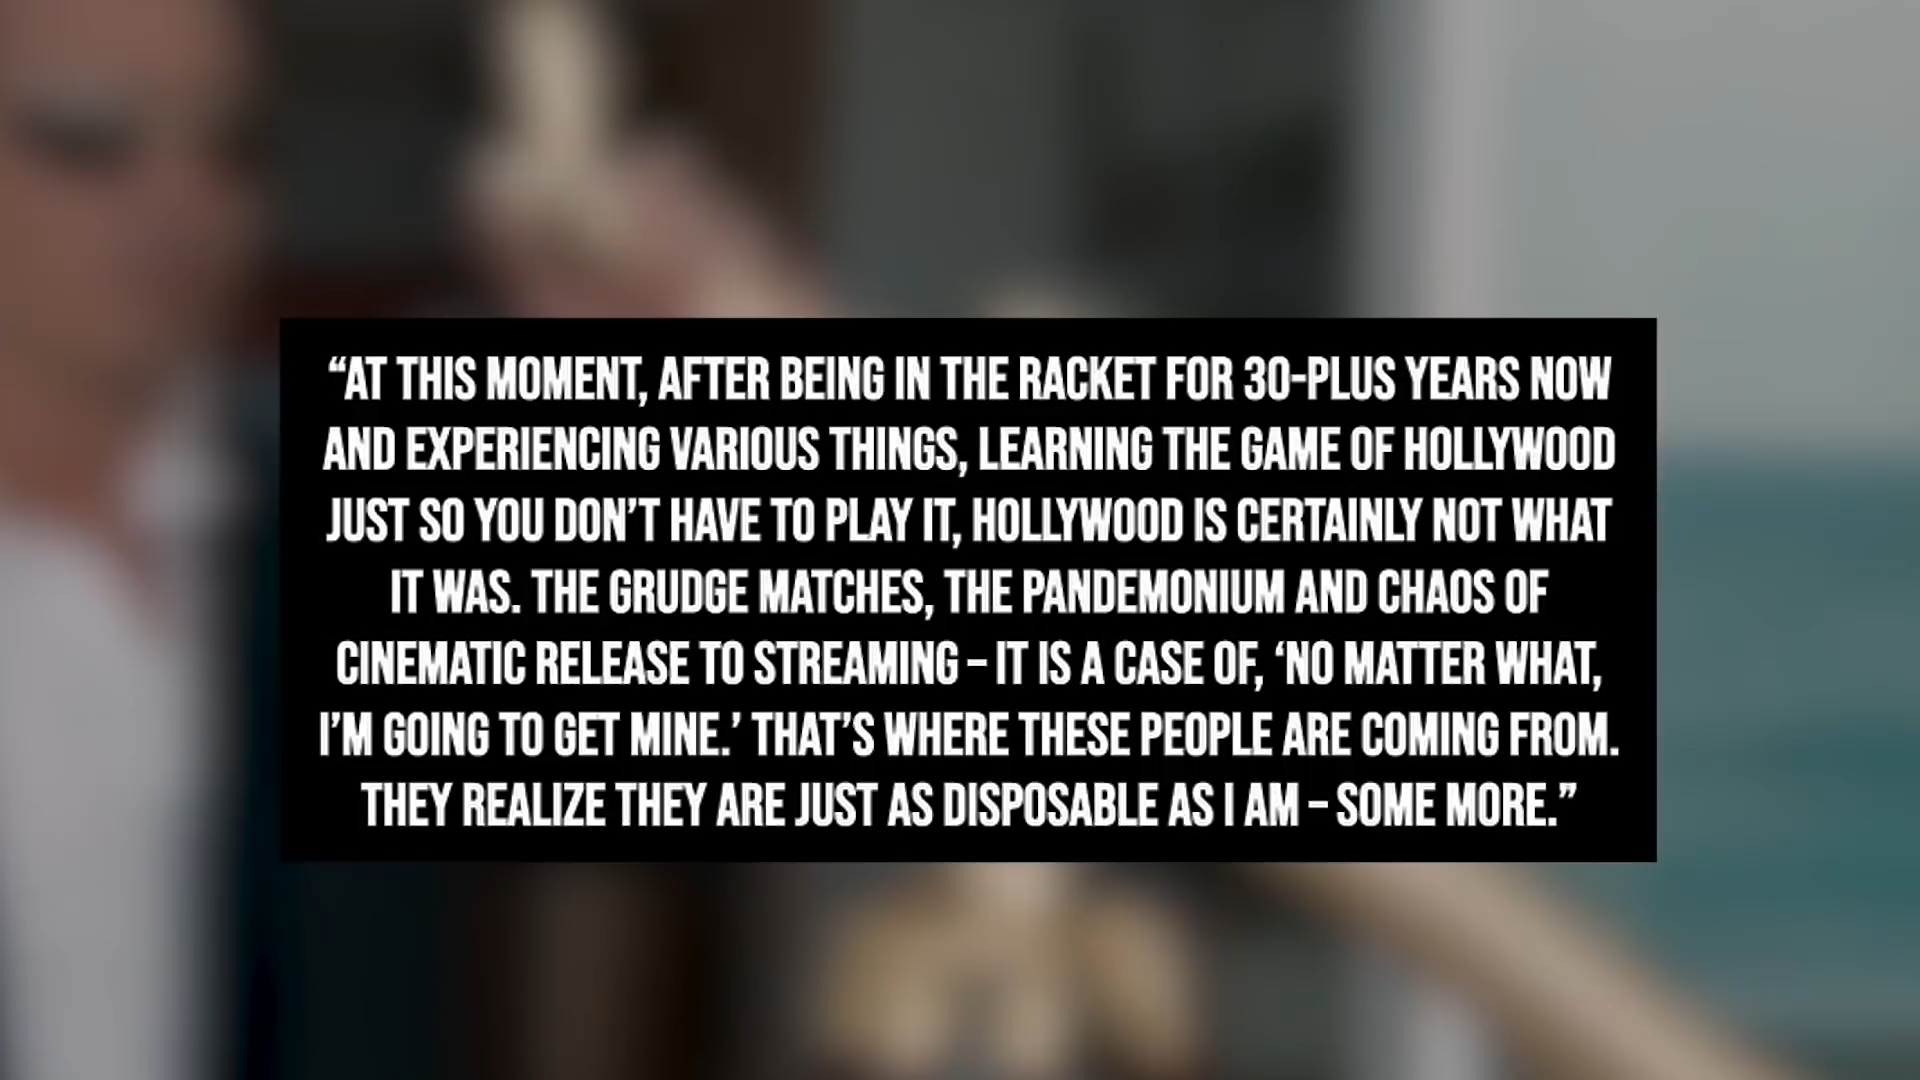 “AT THIS MOMENT, AFTER BEING IN THE RACKET FOR 30-PLUS YEARS NOW
AND EXPERIENCING VARIOUS THINGS, LEARNING THE GAME OF HOLLYWOOD
JUST SO YOU DON’T HAVE TO PLAY IT, HOLLYWOOD IS CERTAINLY NOT WHAT
IT WAS. THE GRUDGE MATCHES, THE PANDEMONIUM AND CHAOS OF
CINEMATIC RELEASE TO STREAMING – IT IS A CASE OF, ‘NO MATTER WHAT,
I’M GOING TO GET MINE.’ THAT’S WHERE THESE PEOPLE ARE COMING FROM.
THEY REALIZE THEY ARE JUST AS DISPOSABLE AS I AM – SOME MORE.”